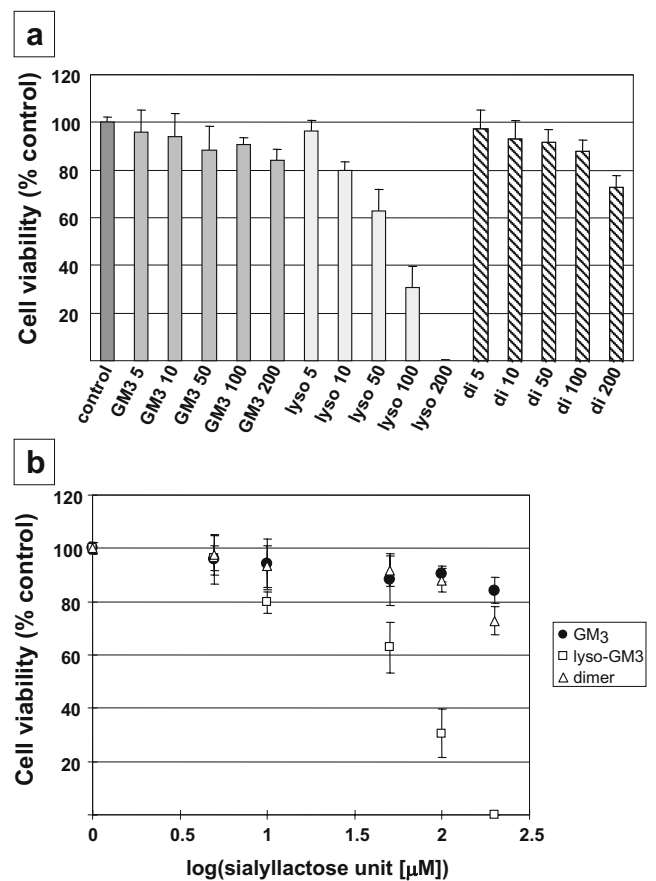 a
Cell viability (% control)
120
100
80
60
40
20
control
GM3 5
GM3 10
GM3 50
GM3 100
GM3 200
lyso 5
lyso 10
lyso 50
lyso 100
lyso 200
di 5
di 10
di 50
di 100
di 200
b
Cell viability (% control)
120
100
80
60
40
20
0
0.5
1
1.5
2
2.5
log(sialyllactose unit [μM])
GM3
lyso-GM3
dimer